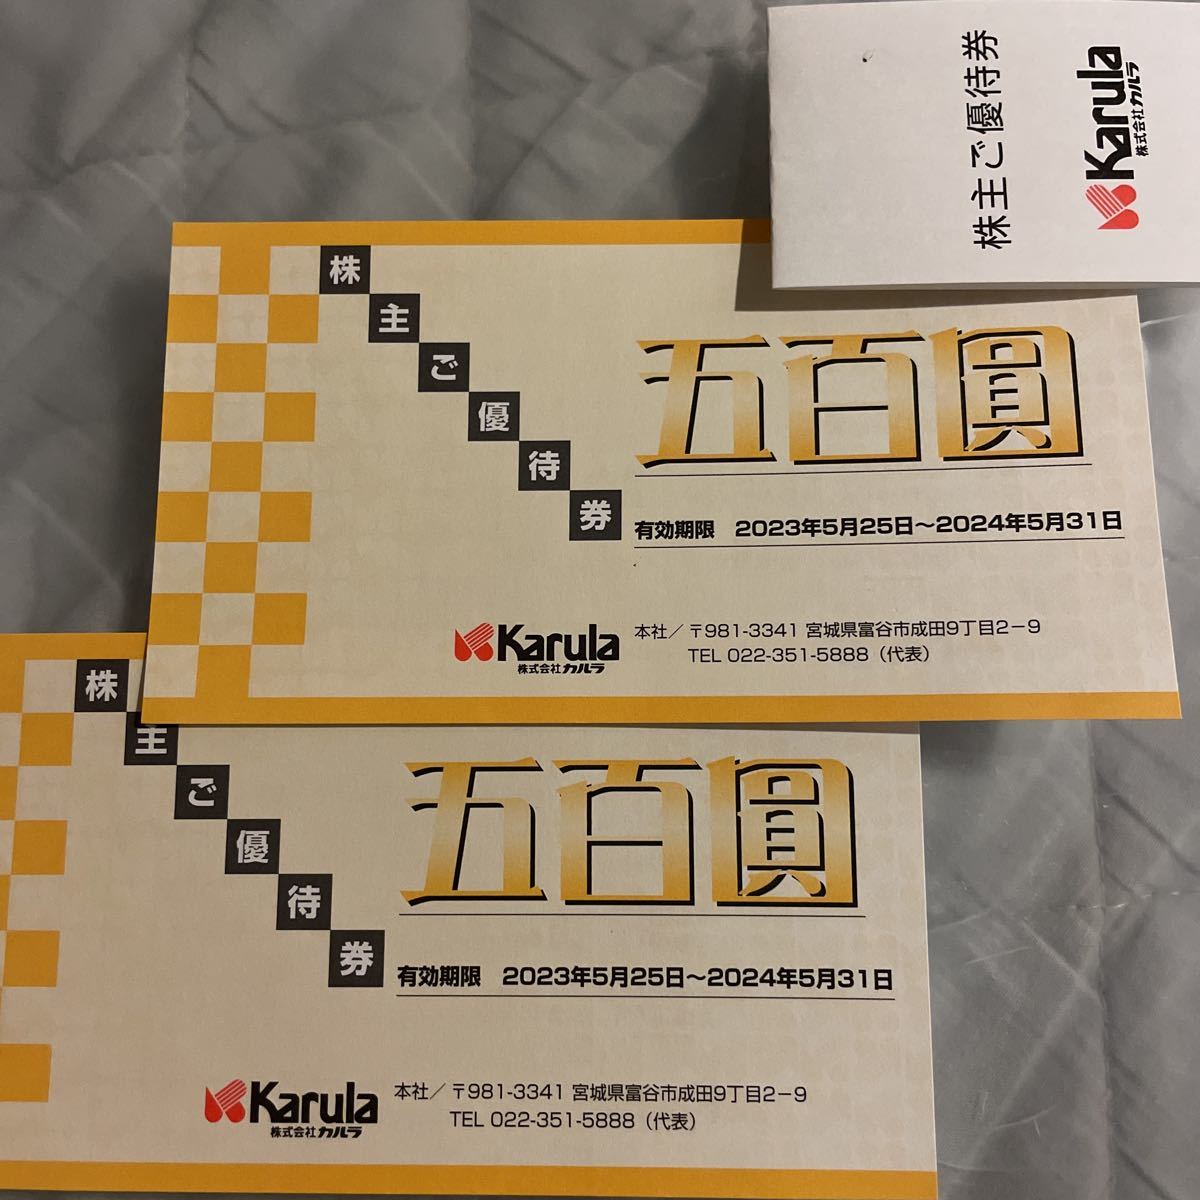 株主ご優待券
Karula
株式会社カルラ
株主ご優待券
五百圓
有効期限 2023年5月25日～2024年5月31日
Karula
株式会社カルラ
本社／〒981-3341 宮城県富谷市成田9丁目2−9
TEL 022-351-5888（代表）
株主ご優待券
五百圓
有効期限 2023年5月25日～2024年5月31日
Karula
株式会社カルラ
本社／〒981-3341 宮城県富谷市成田9丁目2−9
TEL 022-351-5888（代表）